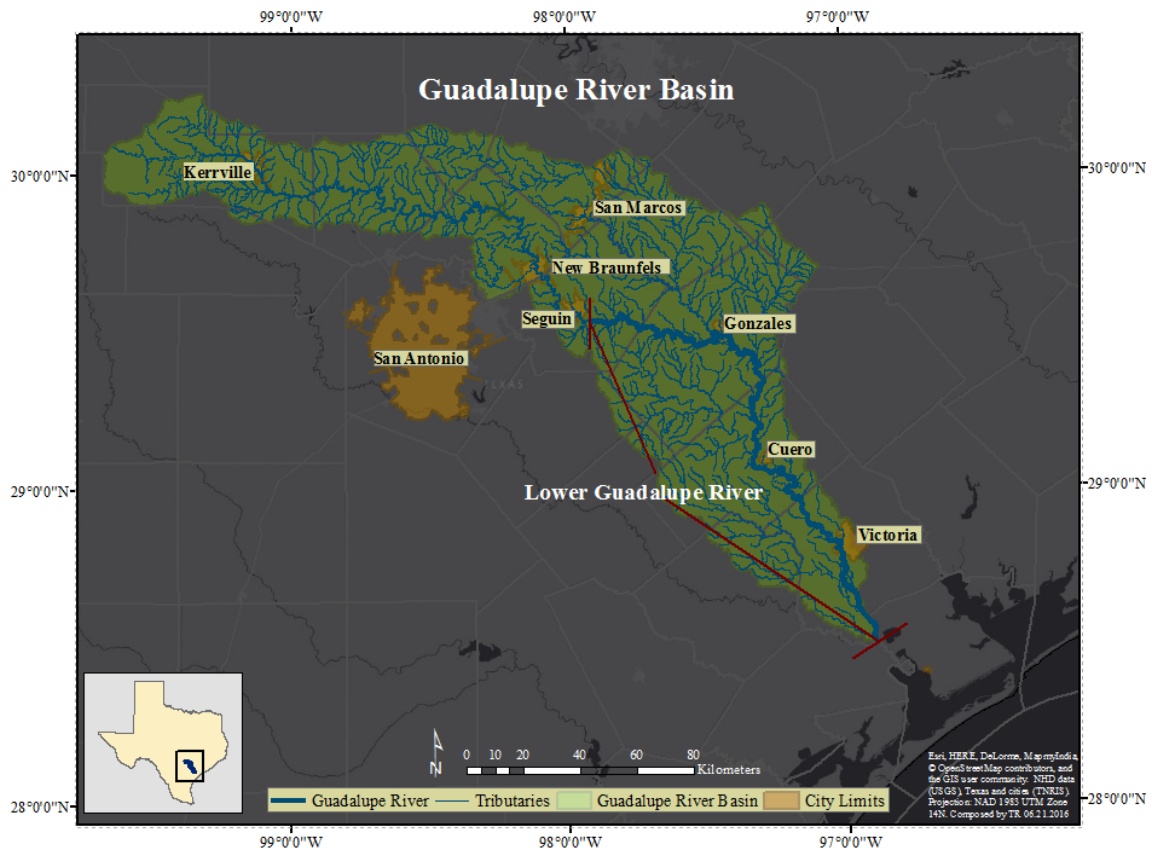 99°0'0"W 98°0'0"W 97°0'0"W
Guadalupe River Basin
30°0'0"N 30°0'0"N
Kerrville
San Marcos
New Braunfels
Seguin
Gonzales
San Antonio
TEXAS
Cuero
29°0'0"N 29°0'0"N
Lower Guadalupe River
Victoria
N
0 10 20 40 60 80
Kilometers
Esri, HERE, DeLorme, MapmyIndia,
© OpenStreetMap contributors, and
the GIS user community. NHD data
(USGS), Texas and cities (TNRIS).
Projection: NAD 1983 UTM Zone
14N. Composed by TR 06.21.2016
Guadalupe River Tributaries Guadalupe River Basin City Limits
28°0'0"N 28°0'0"N
99°0'0"W 98°0'0"W 97°0'0"W